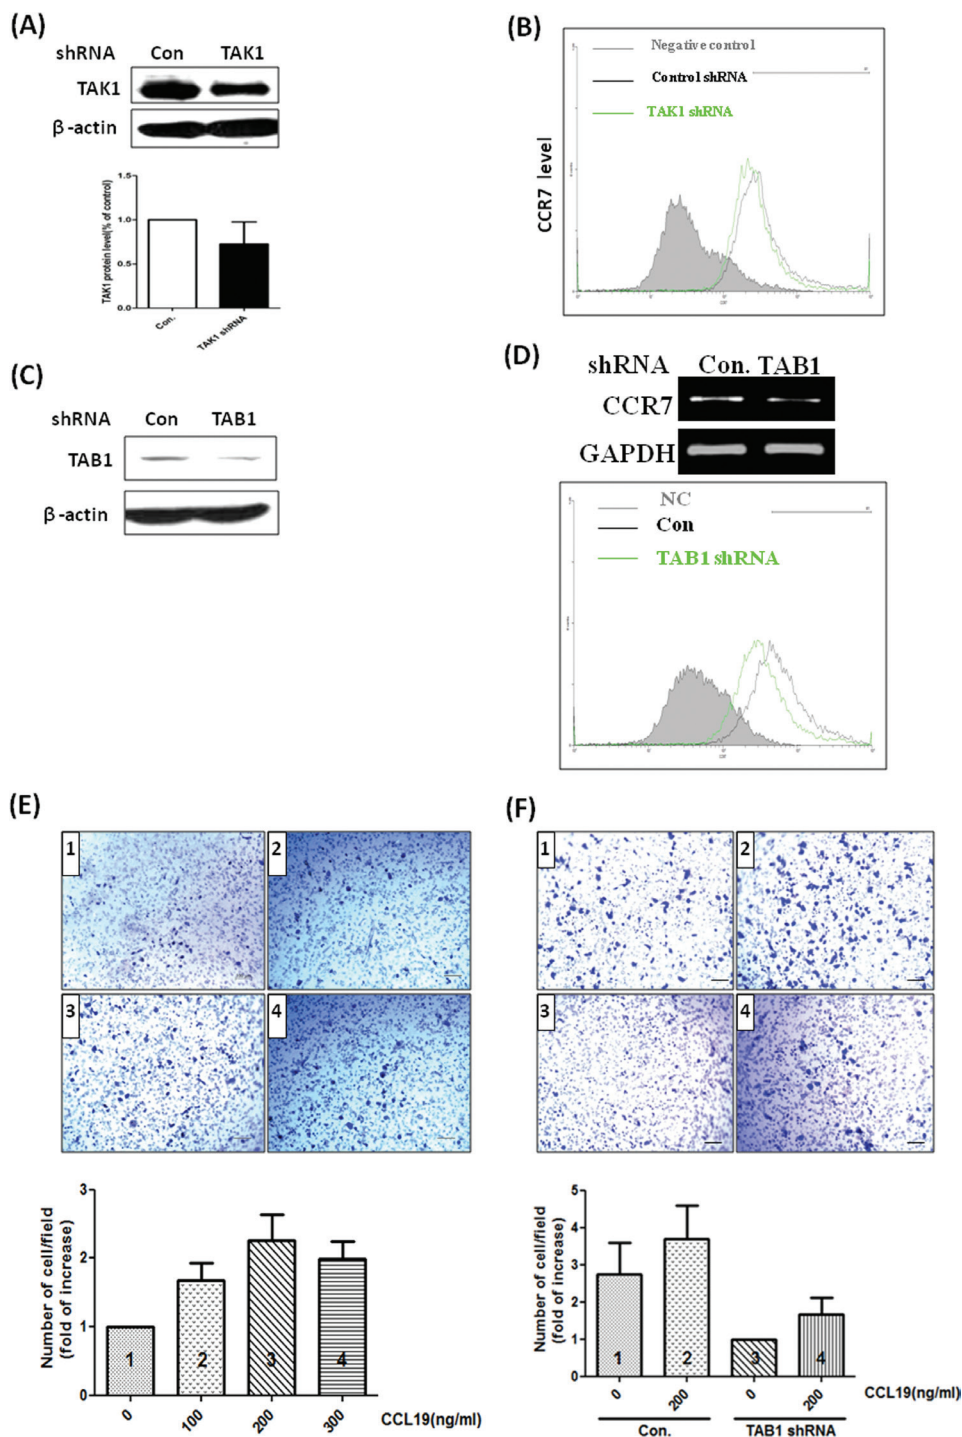 (A)
shRNA Con TAK1
TAK1
β-actin
TAK1 protein level(% of control)
1.5
1.0
0.5
0.0
Con.
TAK1 shRNA
(B)
Negative control
Control shRNA
TAK1 shRNA
CCR7 level
(C)
shRNA Con TAB1
TAB1
β-actin
(D)
shRNA Con. TAB1
CCR7
GAPDH
NC
Con
TAB1 shRNA
(E)
1
2
3
4
Number of cell/field
(fold of increase)
3
2
1
0
1 2 3 4
0 100 200 300 CCL19(ng/ml)
(F)
1
2
3
4
Number of cell/field
(fold of increase)
5
4
3
2
1
0
1 2 3 4
0 200 0 200 CCL19(ng/ml)
Con. TAB1 shRNA